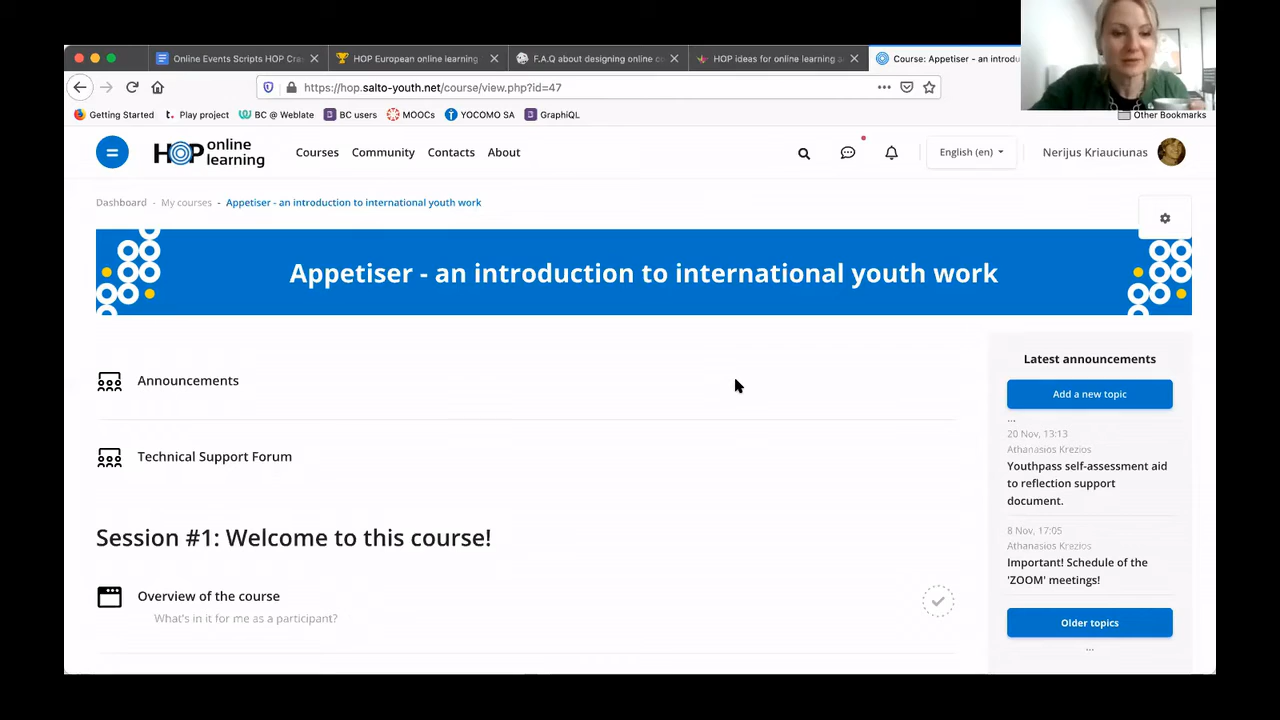 Online Events Scripts HOP Cra
HOP European online learning
F.A.Q about designing online c
HOP ideas for online learning a
Course: Appetiser - an introdu
https://hop.salto-youth.net/course/view.php?id=47
Getting Started
Play project
BC @ Weblate
BC users
MOOCs
YOCOMO SA
GraphiQL
Other Bookmarks
HOP online learning
Courses
Community
Contacts
About
English (en)
Nerijus Kriauciunas
Dashboard - My courses - Appetiser - an introduction to international youth work
Appetiser - an introduction to international youth work
Announcements
Technical Support Forum
Session #1: Welcome to this course!
Overview of the course
What's in it for me as a participant?
Latest announcements
Add a new topic
...
20 Nov, 13:13
Athanasios Krezios
Youthpass self-assessment aid
to reflection support
document.
8 Nov, 17:05
Athanasios Krezios
Important! Schedule of the
'ZOOM' meetings!
Older topics
...